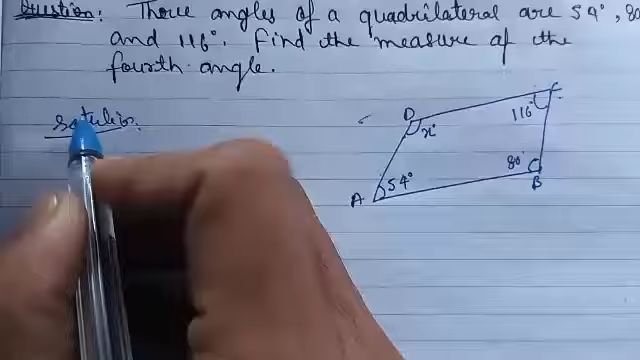 Question: Three angles of a quadrilateral are 54°, 80
and 116°. Find the measure of the
fourth angle.
Solution:
D
x°
116°
80°
B
A
54°